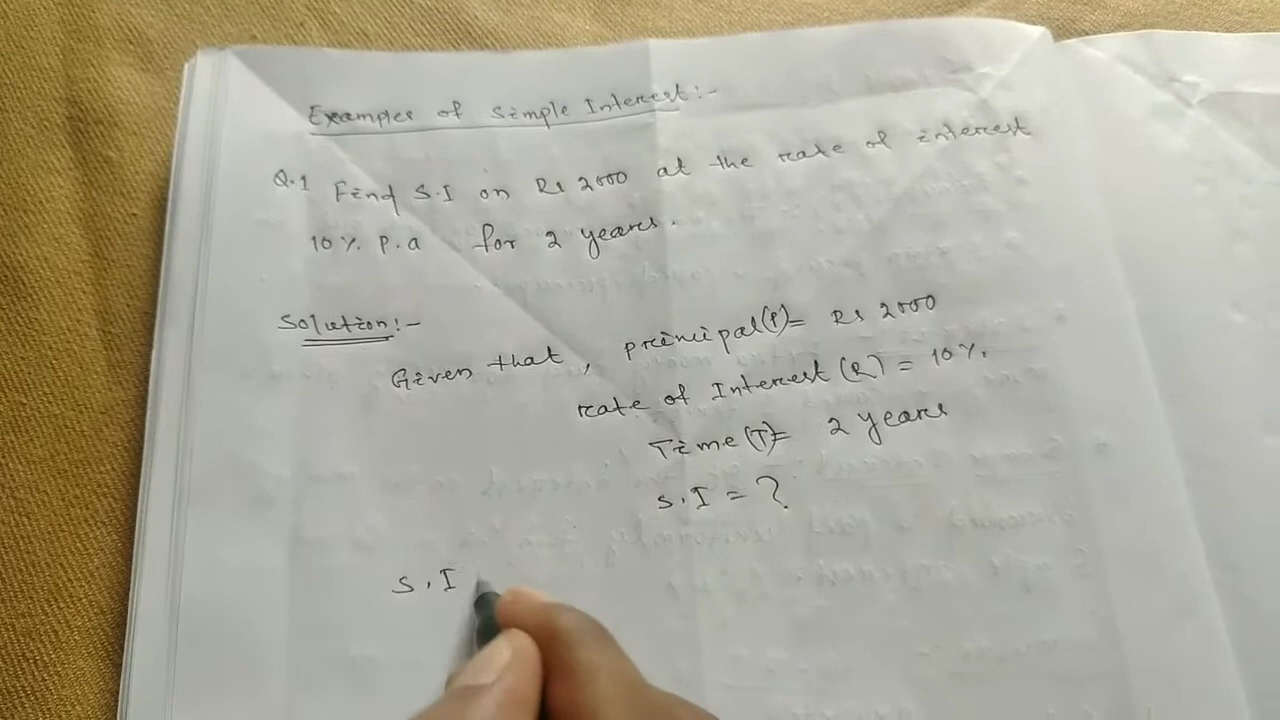 Examples of Simple Interest:-
Q.1 Find S.I on Rs 2000 at the rate of interest
10% P.a for 2 years.
Solution:-
Given that, principal(P)= Rs 2000
rate of Interest (R) = 10%.
Time(T)= 2 years
S.I = ?
S.I